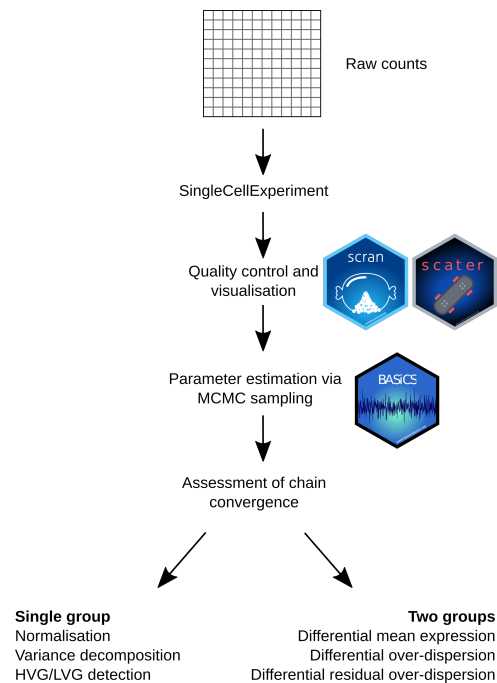 Raw counts
SingleCellExperiment
Quality control and
visualisation
scran
scater
Parameter estimation via
MCMC sampling
BASiCS
Assessment of chain
convergence
Single group
Normalisation
Variance decomposition
HVG/LVG detection
Two groups
Differential mean expression
Differential over-dispersion
Differential residual over-dispersion